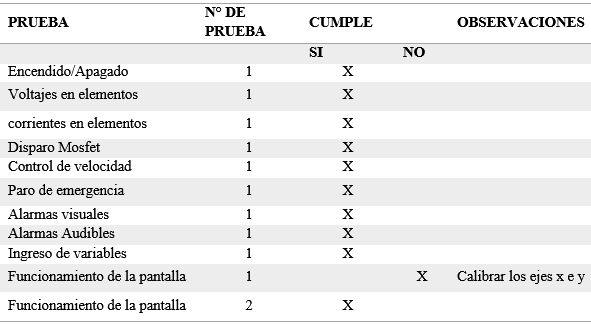 PRUEBA N° DE PRUEBA CUMPLE OBSERVACIONES
SI NO
Encendido/Apagado 1 X
Voltajes en elementos 1 X
corrientes en elementos 1 X
Disparo Mosfet 1 X
Control de velocidad 1 X
Paro de emergencia 1 X
Alarmas visuales 1 X
Alarmas Audibles 1 X
Ingreso de variables 1 X
Funcionamiento de la pantalla 1 X Calibrar los ejes x e y
Funcionamiento de la pantalla 2 X